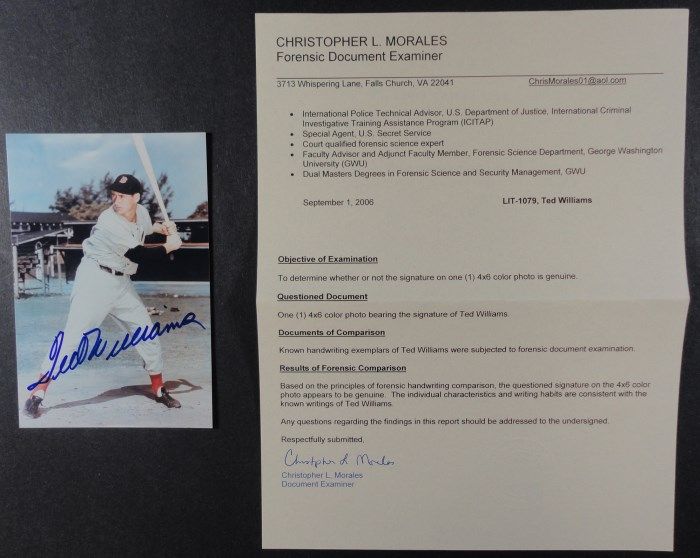 Ted Williams
CHRISTOPHER L. MORALES
Forensic Document Examiner
3713 Whispering Lane, Falls Church, VA 22041 ChrisMorales01@aol.com
• International Police Technical Advisor, U.S. Department of Justice, International Criminal
Investigative Training Assistance Program (ICITAP)
• Special Agent, U.S. Secret Service
• Court qualified forensic science expert
• Faculty Advisor and Adjunct Faculty Member, Forensic Science Department, George Washington
University (GWU)
• Dual Masters Degrees in Forensic Science and Security Management, GWU
September 1, 2006 LIT-1079, Ted Williams
Objective of Examination
To determine whether or not the signature on one (1) 4x6 color photo is genuine.
Questioned Document
One (1) 4x6 color photo bearing the signature of Ted Williams.
Documents of Comparison
Known handwriting exemplars of Ted Williams were subjected to forensic document examination.
Results of Forensic Comparison
Based on the principles of forensic handwriting comparison, the questioned signature on the 4x6 color
photo appears to be genuine. The individual characteristics and writing habits are consistent with the
known writings of Ted Williams.
Any questions regarding the findings in this report should be addressed to the undersigned.
Respectfully submitted,
Christopher L Morales
Christopher L. Morales
Document Examiner